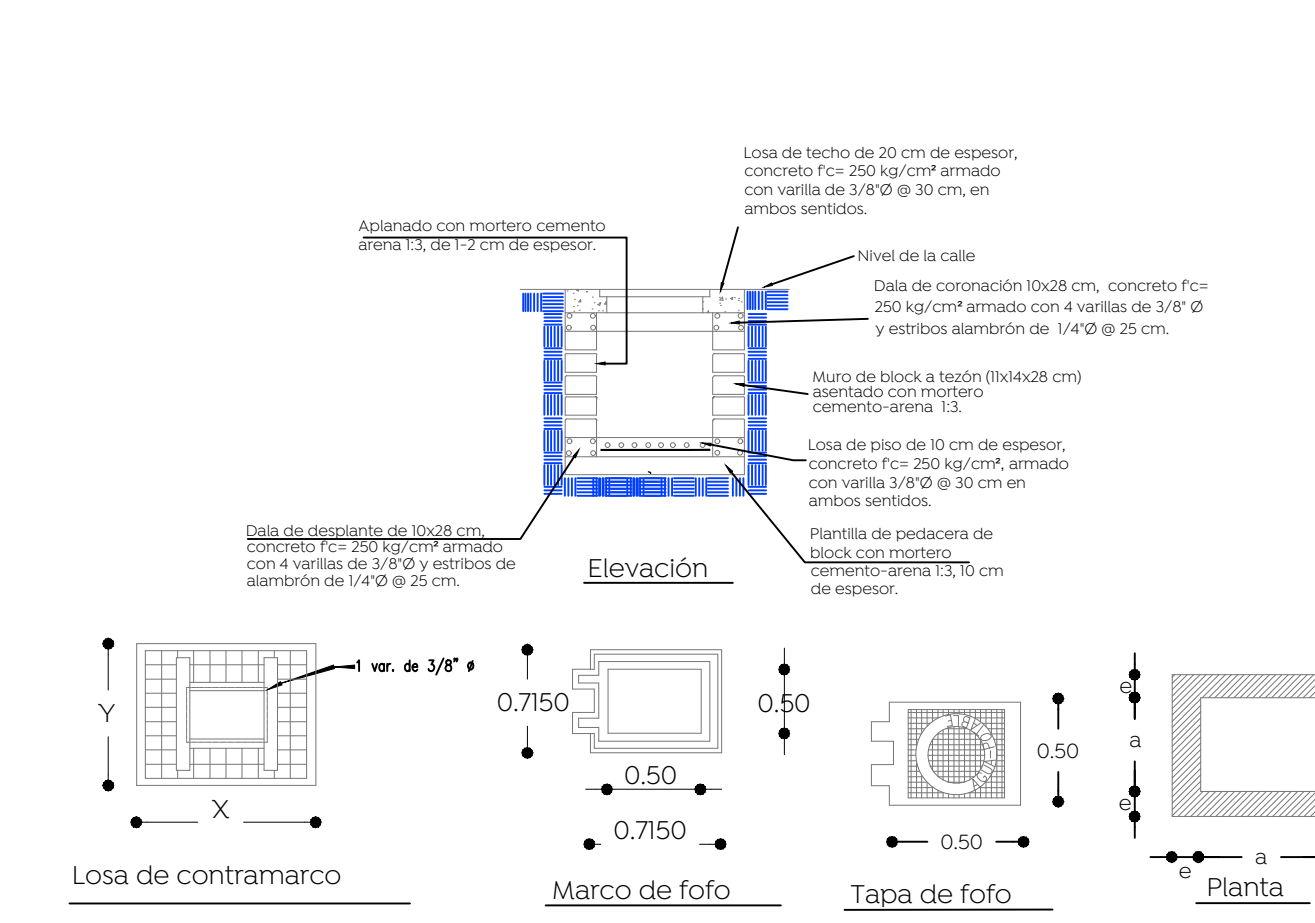 Losa de techo de 20 cm de espesor,
concreto f'c= 250 kg/cm² armado
con varilla de 3/8"Ø @ 30 cm, en
ambos sentidos.
Aplanado con mortero cemento
arena 1:3, de 1-2 cm de espesor.
Nivel de la calle
Dala de coronación 10x28 cm, concreto f'c=
250 kg/cm² armado con 4 varillas de 3/8" Ø
y estribos alambrón de 1/4"Ø @ 25 cm.
Muro de block a tezón (11x14x28 cm)
asentado con mortero
cemento-arena 1:3.
Losa de piso de 10 cm de espesor,
concreto f'c= 250 kg/cm², armado
con varilla 3/8"Ø @ 30 cm en
ambos sentidos.
Dala de desplante de 10x28 cm,
concreto f'c= 250 kg/cm² armado
con 4 varillas de 3/8"Ø y estribos de
alambrón de 1/4"Ø @ 25 cm.
Plantilla de pedacera de
block con mortero
cemento-arena 1:3, 10 cm
de espesor.
Elevación
1 var. de 3/8" ø
Y
X
Losa de contramarco
0.7150
0.50
0.50
0.7150
Marco de fofo
AGUA-POTABLE
0.50
0.50
Tapa de fofo
e
a
e
e
a
Planta